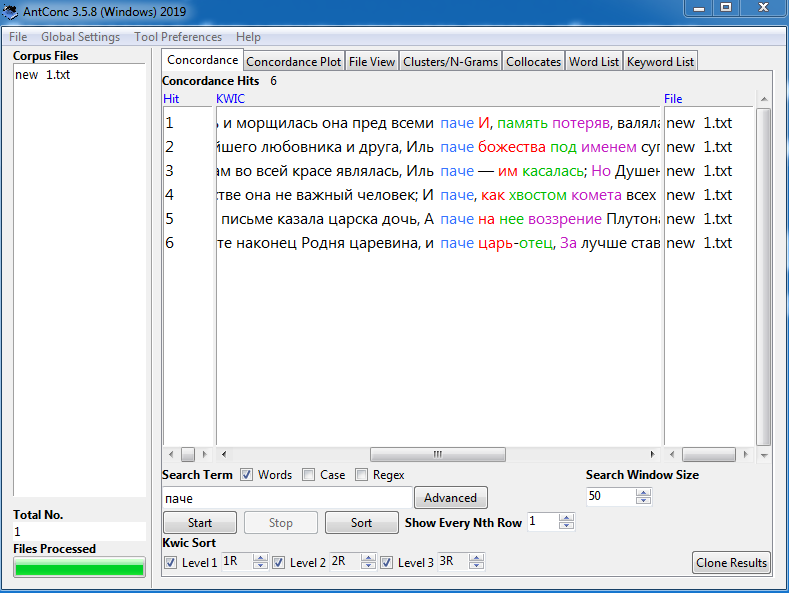 AntConc 3.5.8 (Windows) 2019
File Global Settings Tool Preferences Help
Corpus Files
new 1.txt
Total No.
1
Files Processed
Concordance Concordance Plot File View Clusters/N-Grams Collocates Word List Keyword List
Concordance Hits 6
Hit KWIC File
1 ь и морщилась она пред всеми паче И, память потеряв, валяла new 1.txt
2 йшего любовника и друга, Иль паче божества под именем суп new 1.txt
3 ам во всей красе являлась, Иль паче — им касалась; Но Душен new 1.txt
4 стве она не важный человек; И паче, как хвостом комета всех new 1.txt
5 письме казала царска дочь, А паче на нее воззрение Плутона new 1.txt
6 те наконец Родня царевина, и паче царь-отец, За лучше став new 1.txt
Search Term Words Case Regex Search Window Size
паче Advanced 50
Start Stop Sort Show Every Nth Row 1
Kwic Sort
Level 1 1R Level 2 2R Level 3 3R Clone Results